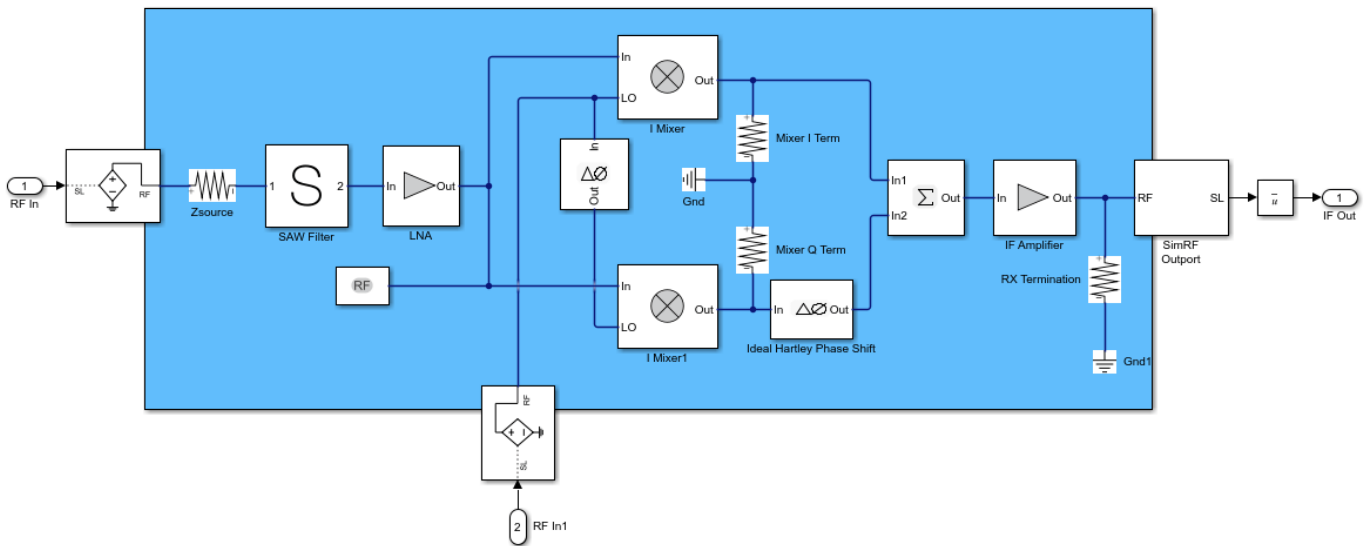 1
RF In
SL
RF
Zsource
1
S
2
SAW Filter
In
Out
LNA
RF
In
LO
Out
I Mixer
In
ΔØ
Out
Gnd
Mixer I Term
Mixer Q Term
In
LO
Out
I Mixer1
In
ΔØ
Out
Ideal Hartley Phase Shift
In1
In2
Σ
Out
In
Out
IF Amplifier
RX Termination
Gnd1
RF
SL
SimRF
Outport
u
1
IF Out
RF
SL
2
RF In1